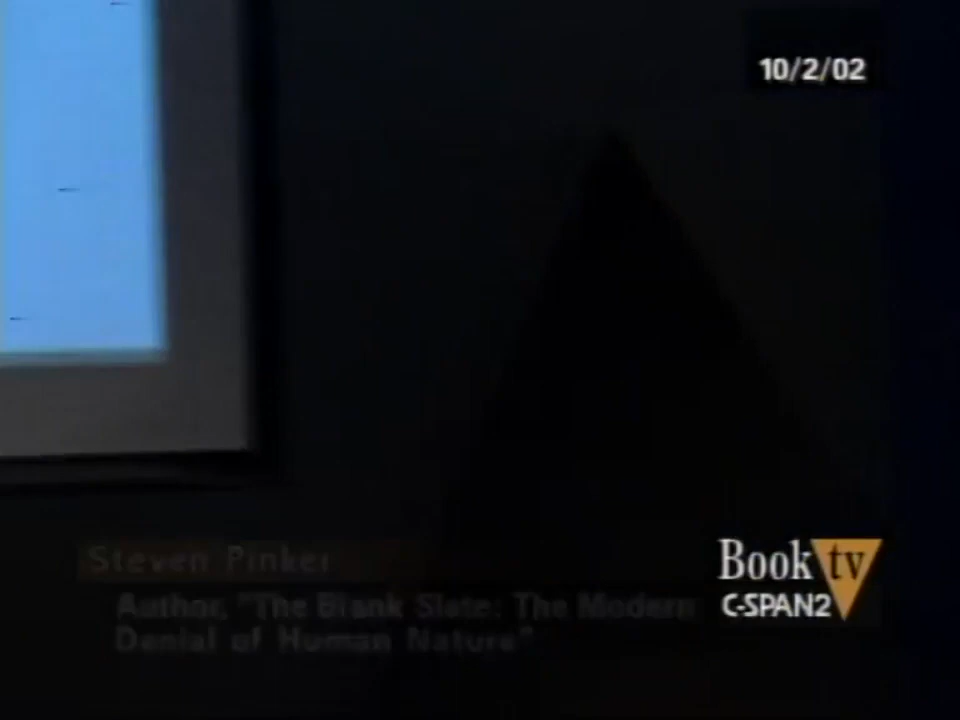 10/2/02
Steven Pinker
Author, "The Blank Slate: The Modern
Denial of Human Nature"
Book tv
C-SPAN2